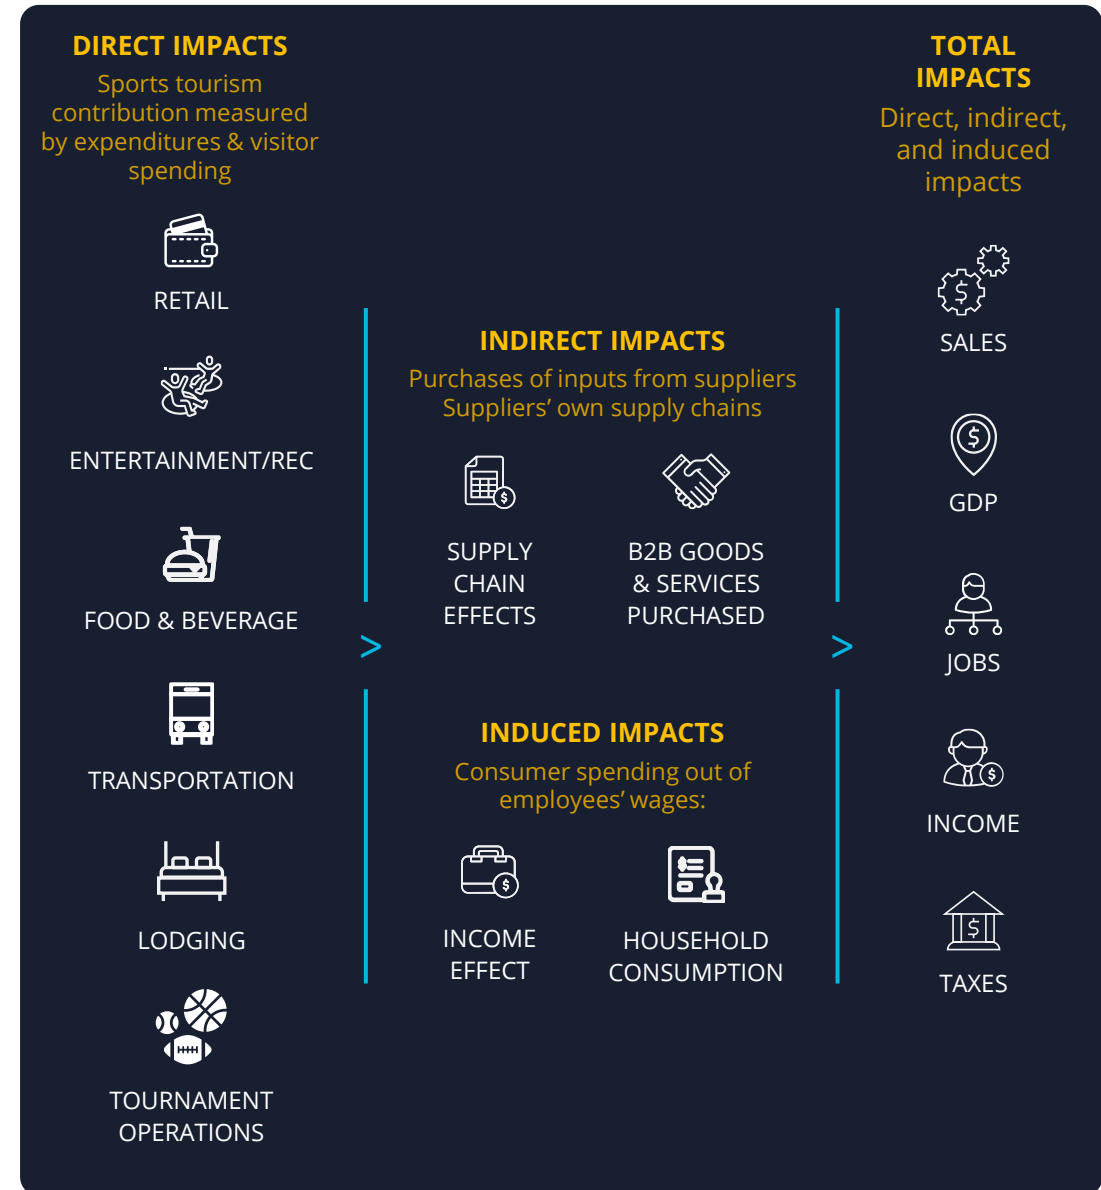 DIRECT IMPACTS
Sports tourism
contribution measured
by expenditures & visitor
spending
RETAIL
ENTERTAINMENT/REC
FOOD & BEVERAGE
TRANSPORTATION
LODGING
TOURNAMENT
OPERATIONS
>
INDIRECT IMPACTS
Purchases of inputs from suppliers
Suppliers’ own supply chains
$
SUPPLY
CHAIN
EFFECTS
B2B GOODS
& SERVICES
PURCHASED
INDUCED IMPACTS
Consumer spending out of
employees’ wages:
$
INCOME
EFFECT
$
HOUSEHOLD
CONSUMPTION
>
TOTAL
IMPACTS
Direct, indirect,
and induced
impacts
$
SALES
$
GDP
JOBS
$
INCOME
$
TAXES